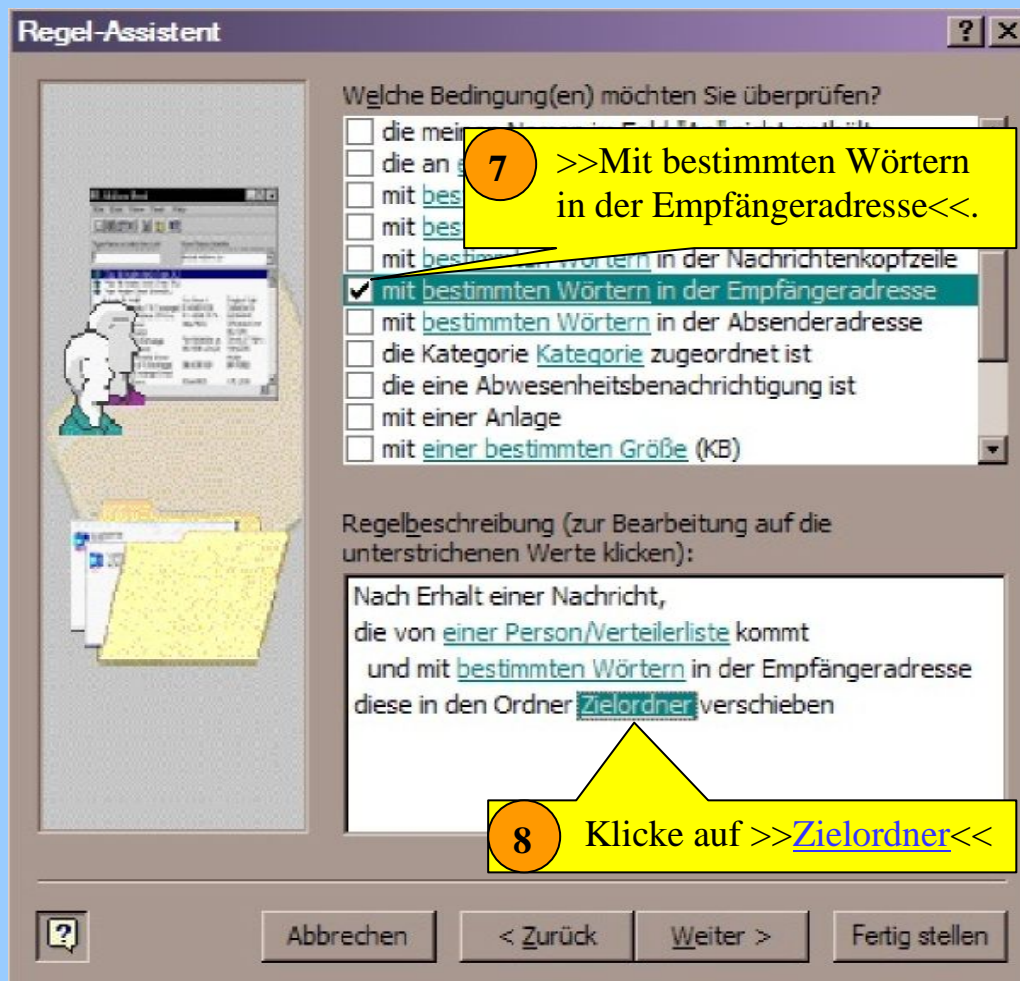 Regel-Assistent
Welche Bedingung(en) möchten Sie überprüfen?
die an
7 >>Mit bestimmten Wörtern
in der Empfängeradresse<<.
mit
mit
mit bestimmten Wörtern in der Nachrichtenkopfzeile
mit bestimmten Wörtern in der Empfängeradresse
mit bestimmten Wörtern in der Absenderadresse
die Kategorie Kategorie zugeordnet ist
die eine Abwesenheitsbenachrichtigung ist
mit einer Anlage
mit einer bestimmten Größe (KB)
Regelbeschreibung (zur Bearbeitung auf die
unterstrichenen Werte klicken):
Nach Erhalt einer Nachricht,
die von einer Person/Verteilerliste kommt
und mit bestimmten Wörtern in der Empfängeradresse
diese in den Ordner Zielordner verschieben
8 Klicke auf >>Zielordner<<
Abbrechen
< Zurück
Weiter >
Fertig stellen